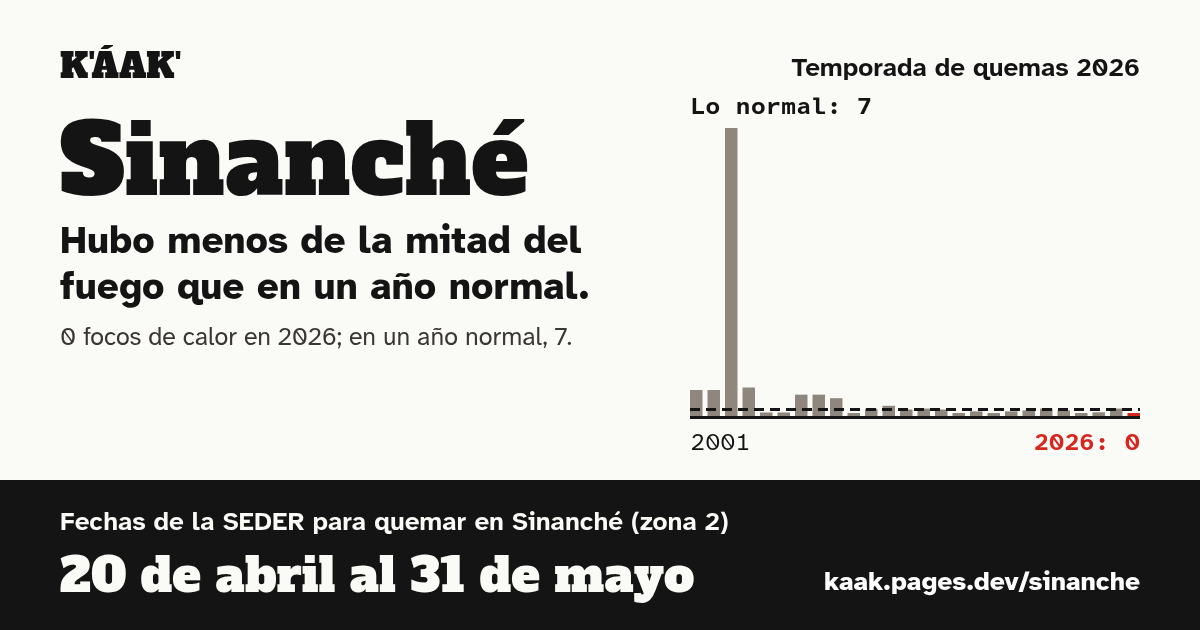 K'ÁAK'
Temporada de quemas 2026
Lo normal: 7
Sinanché
Hubo menos de la mitad del
fuego que en un año normal.
0 focos de calor en 2026; en un año normal, 7.
2001
2026: 0
Fechas de la SEDER para quemar en Sinanché (zona 2)
20 de abril al 31 de mayo
kaak.pages.dev/sinanche